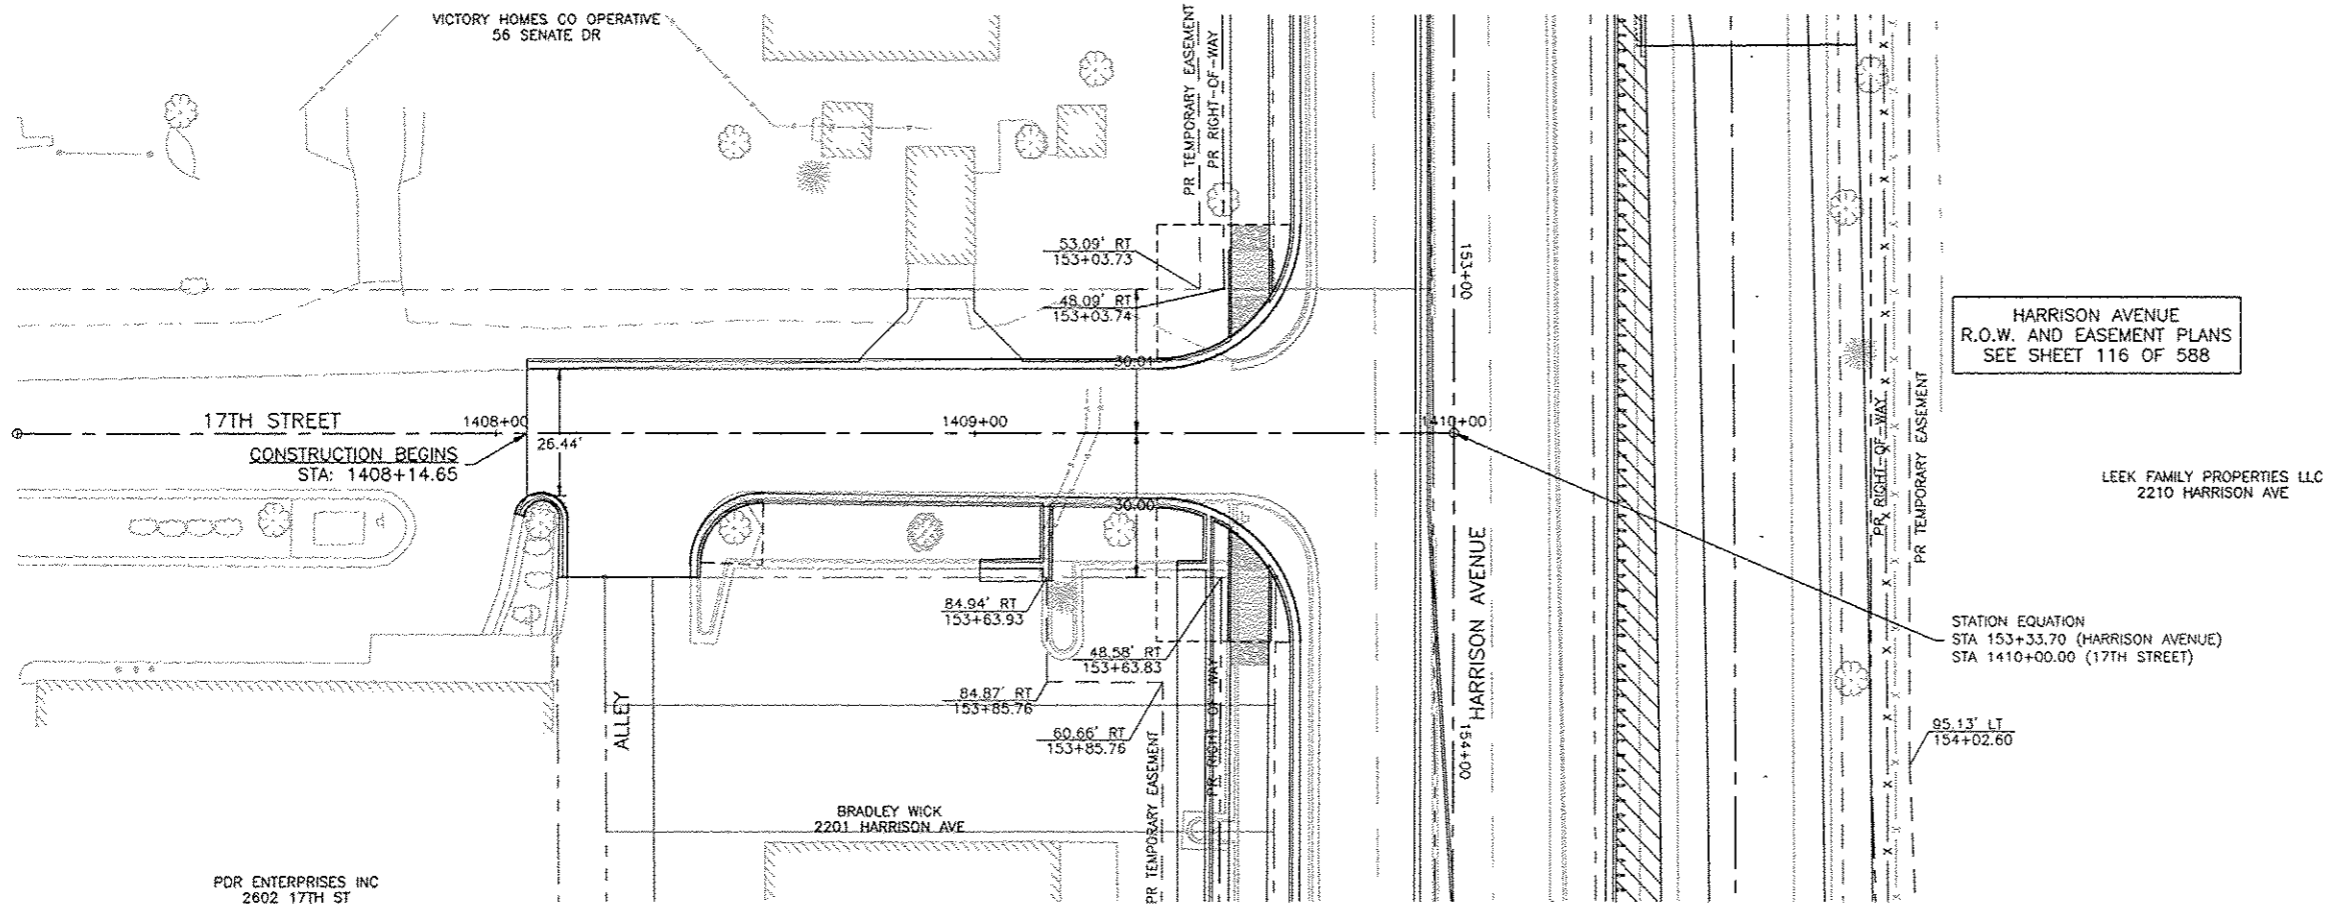 VICTORY HOMES CO OPERATIVE
56 SENATE DR
PR TEMPORARY EASEMENT
PR RIGHT-OF-WAY
53.09' RT
153+03.73
48.09' RT
153+03.74
153+00
HARRISON AVENUE
R.O.W. AND EASEMENT PLANS
SEE SHEET 116 OF 588
30.01
17TH STREET
1408+00
1409+00
1410+00
26.44'
CONSTRUCTION BEGINS
STA: 1408+14.65
PR RIGHT-OF-WAY
PR TEMPORARY EASEMENT
LEEK FAMILY PROPERTIES LLC
2210 HARRISON AVE
30.00
HARRISON AVENUE
84.94' RT
153+63.93
48.58' RT
153+63.83
STATION EQUATION
STA 153+33.70 (HARRISON AVENUE)
STA 1410+00.00 (17TH STREET)
84.87' RT
153+85.76
60.66' RT
153+85.76
ALLEY
PR TEMPORARY EASEMENT
PR RIGHT OF WAY
154+00
95.13' LT
154+02.60
BRADLEY WICK
2201 HARRISON AVE
PDR ENTERPRISES INC
2602 17TH ST